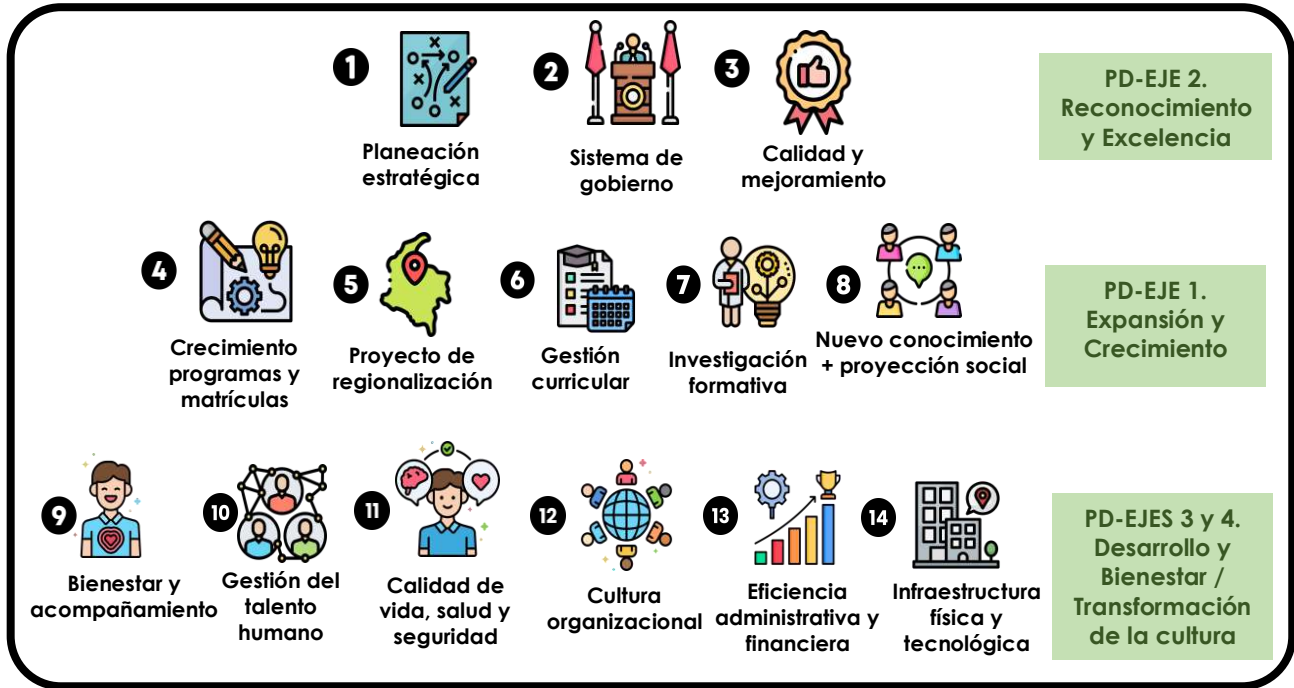 1
Planeación
estratégica
2
Sistema de
gobierno
3
Calidad y
mejoramiento
PD-EJE 2.
Reconocimiento
y Excelencia
4
Crecimiento
programas y
matrículas
5
Proyecto de
regionalización
6
Gestión
curricular
7
Investigación
formativa
8
Nuevo conocimiento
+ proyección social
PD-EJE 1.
Expansión y
Crecimiento
9
Bienestar y
acompañamiento
10
Gestión del
talento
humano
11
Calidad de
vida, salud y
seguridad
12
Cultura
organizacional
13
Eficiencia
administrativa y
financiera
14
Infraestructura
física y
tecnológica
PD-EJES 3 y 4.
Desarrollo y
Bienestar /
Transformación
de la cultura